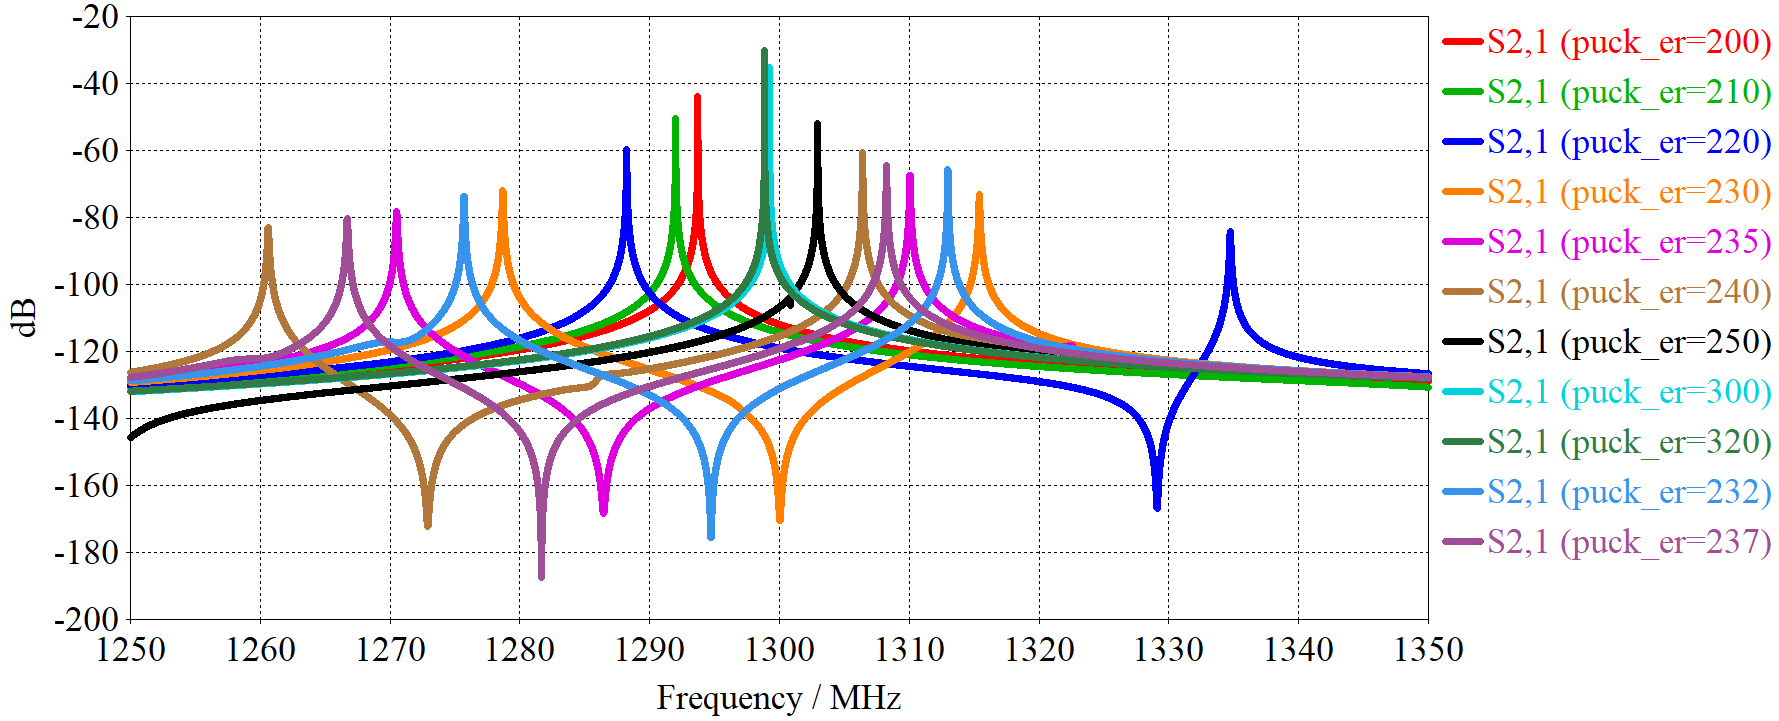 -20
-40
-60
-80
-100
-120
-140
-160
-180
-200
dB
1250 1260 1270 1280 1290 1300 1310 1320 1330 1340 1350
Frequency / MHz
S2,1 (puck_er=200)
S2,1 (puck_er=210)
S2,1 (puck_er=220)
S2,1 (puck_er=230)
S2,1 (puck_er=235)
S2,1 (puck_er=240)
S2,1 (puck_er=250)
S2,1 (puck_er=300)
S2,1 (puck_er=320)
S2,1 (puck_er=232)
S2,1 (puck_er=237)